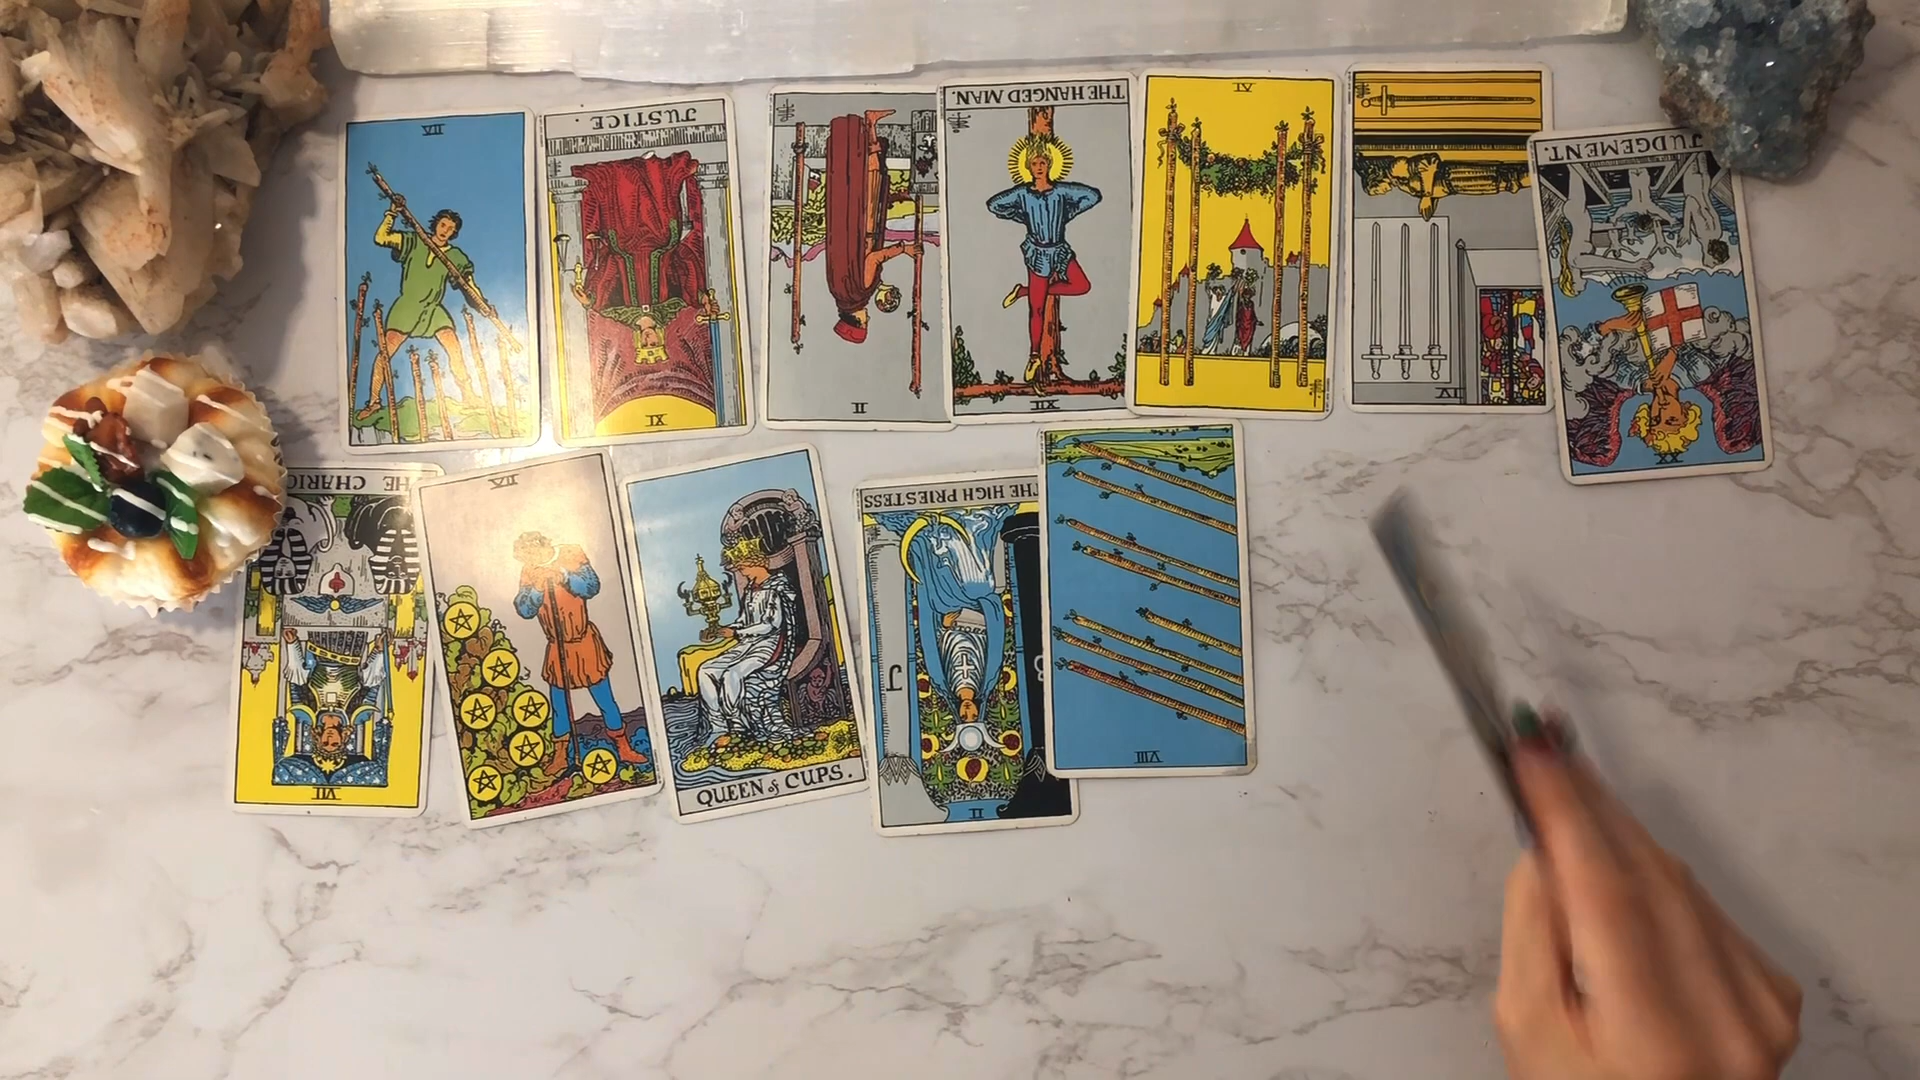 VII
JUSTICE.
XI
II
THE HANGED MAN.
XII
IV
IV
JUDGEMENT.
XX
VII
VII
QUEEN of CUPS.
THE HIGH PRIESTESS
J
B
II
VIII